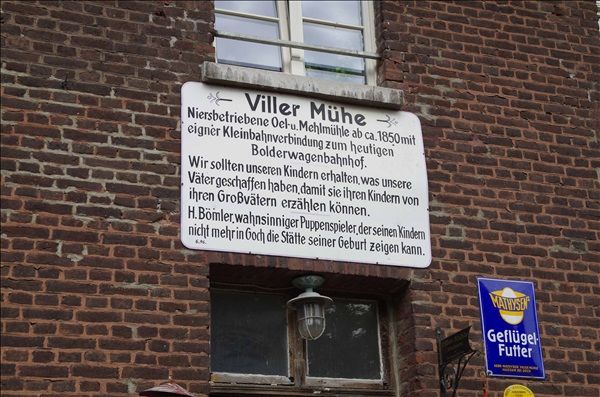 Viller Mühe
Niersbetriebene Oel-u. Mehlmühle ab ca. 1850 mit
eigner Kleinbahnverbindung zum heutigen
Bolderwagenbahnhof.
Wir sollten unseren Kindern erhalten, was unsere
Väter geschaffen haben, damit sie ihren Kindern von
ihren Großvätern erzählen können.
H. Bömler, wahnsinniger Puppenspieler, der seinen Kindern
nicht mehr in Goch die Stätte seiner Geburt zeigen kann.
MATHYSEN'S
Geflügel-
Futter